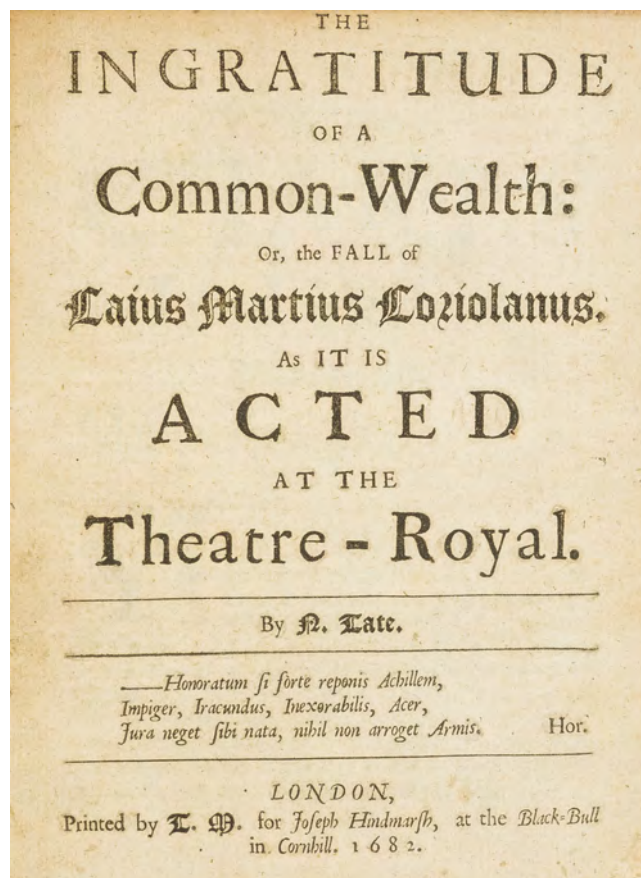 THE
INGRATITUDE
OF A
Common-Wealth:
Or, the FALL of
Caius Martius Coriolanus.
As IT IS
ACTED
AT THE
Theatre-Royal.
By N. Tate.
——Honoratum ſi forte reponis Achillem,
Impiger, Iracundus, Inexorabilis, Acer,
Jura neget ſibi nata, nihil non arroget Armis. Hor.
LONDON,
Printed by T. M. for Joſeph Hindmarſh, at the Black-Bull
in Cornhill. 1682.